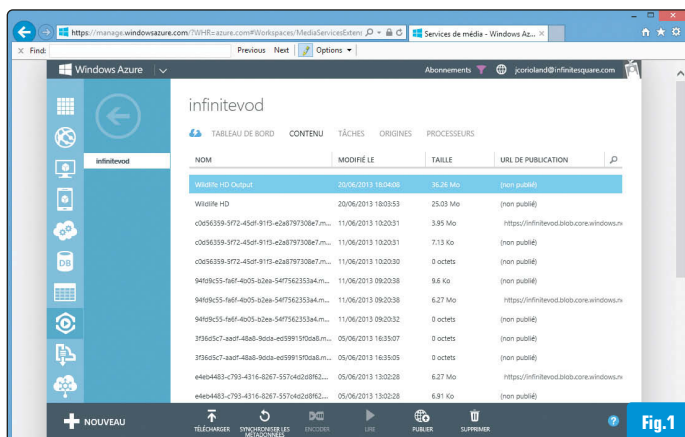 https://manage.windowsazure.com/?WHR=azure.com#Workspaces/MediaServicesExtens
Services de média - Windows Az...
× Find:
Previous Next Options
Windows Azure
Abonnements
jcorioland@infinitesquare.com
infinitevod
infinitevod
TABLEAU DE BORD CONTENU TÂCHES ORIGINES PROCESSEURS
NOM MODIFIÉ LE TAILLE URL DE PUBLICATION
Wildlife HD Output 20/06/2013 18:04:08 36.26 Mo (non publié)
Wildlife HD 20/06/2013 18:03:53 25.03 Mo (non publié)
c0d56359-5f72-45df-91f3-e2a8797308e7.m... 11/06/2013 10:20:31 3.95 Mo https://infinitevod.blob.core.windows.ne
c0d56359-5f72-45df-91f3-e2a8797308e7.m... 11/06/2013 10:20:31 7.13 Ko (non publié)
c0d56359-5f72-45df-91f3-e2a8797308e7.m... 11/06/2013 10:20:30 0 octets (non publié)
94fd9c55-fa6f-4b05-b2ea-54f7562353a4.m... 11/06/2013 09:20:38 9.6 Ko (non publié)
94fd9c55-fa6f-4b05-b2ea-54f7562353a4.m... 11/06/2013 09:20:38 6.27 Mo https://infinitevod.blob.core.windows.ne
94fd9c55-fa6f-4b05-b2ea-54f7562353a4.m... 11/06/2013 09:20:32 0 octets (non publié)
3f36d5c7-aadf-48a8-9dda-ed59915f0da8.m... 05/06/2013 16:35:07 0 octets (non publié)
3f36d5c7-aadf-48a8-9dda-ed59915f0da8.m... 05/06/2013 16:35:05 0 octets (non publié)
e4eb4483-c793-4316-8267-557c4d2d8f62.... 05/06/2013 13:02:28 6.27 Mo https://infinitevod.blob.core.windows.ne
e4eb4483-c793-4316-8267-557c4d2d8f62.... 05/06/2013 13:02:28 6.91 Ko (non publié)
DB
NOUVEAU
TÉLÉCHARGER
SYNCHRONISER LES MÉTADONNÉES
ENCODER
LIRE
PUBLIER
SUPPRIMER
?
Fig.1